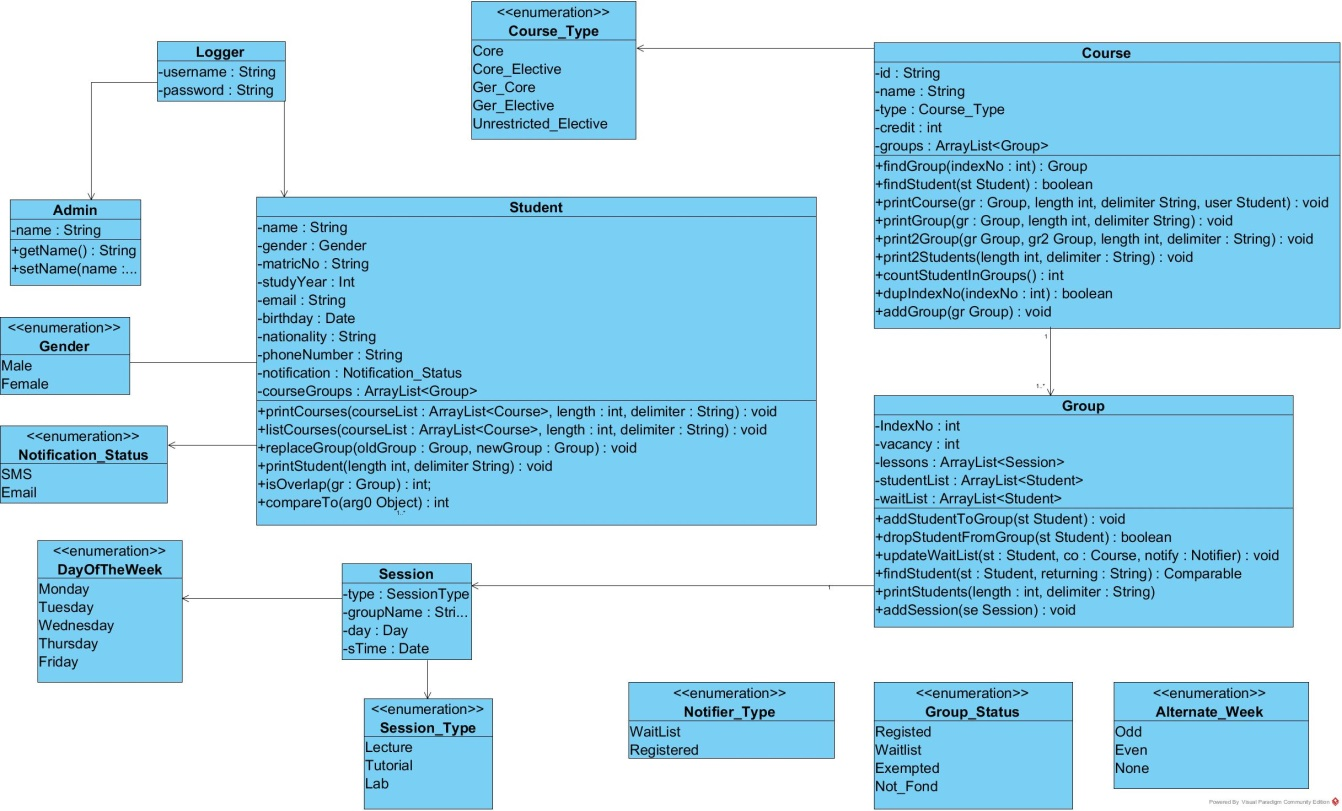 <<enumeration>>
Course_Type
Core
Core_Elective
Ger_Core
Ger_Elective
Unrestricted_Elective
Logger
-username : String
-password : String
Course
-id : String
-name : String
-type : Course_Type
-credit : int
-groups : ArrayList<Group>
+findGroup(indexNo : int) : Group
+findStudent(st Student) : boolean
+printCourse(gr : Group, length int, delimiter String, user Student) : void
+printGroup(gr : Group, length int, delimiter String) : void
+print2Group(gr Group, gr2 Group, length int, delimiter : String) : void
+print2Students(length int, delimiter : String) : void
+countStudentInGroups() : int
+dupIndexNo(indexNo : int) : boolean
+addGroup(gr Group) : void
Admin
-name : String
+getName() : String
+setName(name :...
Student
-name : String
-gender : Gender
-matricNo : String
-studyYear : Int
-email : String
-birthday : Date
-nationality : String
-phoneNumber : String
-notification : Notification_Status
-courseGroups : ArrayList<Group>
+printCourses(courseList : ArrayList<Course>, length : int, delimiter : String) : void
+listCourses(courseList : ArrayList<Course>, length : int, delimiter : String) : void
+replaceGroup(oldGroup : Group, newGroup : Group) : void
+printStudent(length int, delimiter String) : void
+isOverlap(gr : Group) : int;
+compareTo(arg0 Object) : int
<<enumeration>>
Gender
Male
Female
<<enumeration>>
Notification_Status
SMS
Email
1
1..*
Group
-IndexNo : int
-vacancy : int
-lessons : ArrayList<Session>
-studentList : ArrayList<Student>
-waitList : ArrayList<Student>
+addStudentToGroup(st Student) : void
+dropStudentFromGroup(st Student) : boolean
+updateWaitList(st : Student, co : Course, notify : Notifier) : void
+findStudent(st : Student, returning : String) : Comparable
+printStudents(length : int, delimiter : String)
+addSession(se Session) : void
<<enumeration>>
DayOfTheWeek
Monday
Tuesday
Wednesday
Thursday
Friday
Session
-type : SessionType
-groupName : Stri...
-day : Day
-sTime : Date
<<enumeration>>
Session_Type
Lecture
Tutorial
Lab
<<enumeration>>
Notifier_Type
WaitList
Registered
<<enumeration>>
Group_Status
Registed
Waitlist
Exempted
Not_Fond
<<enumeration>>
Alternate_Week
Odd
Even
None
Powered By Visual Paradigm Community Edition